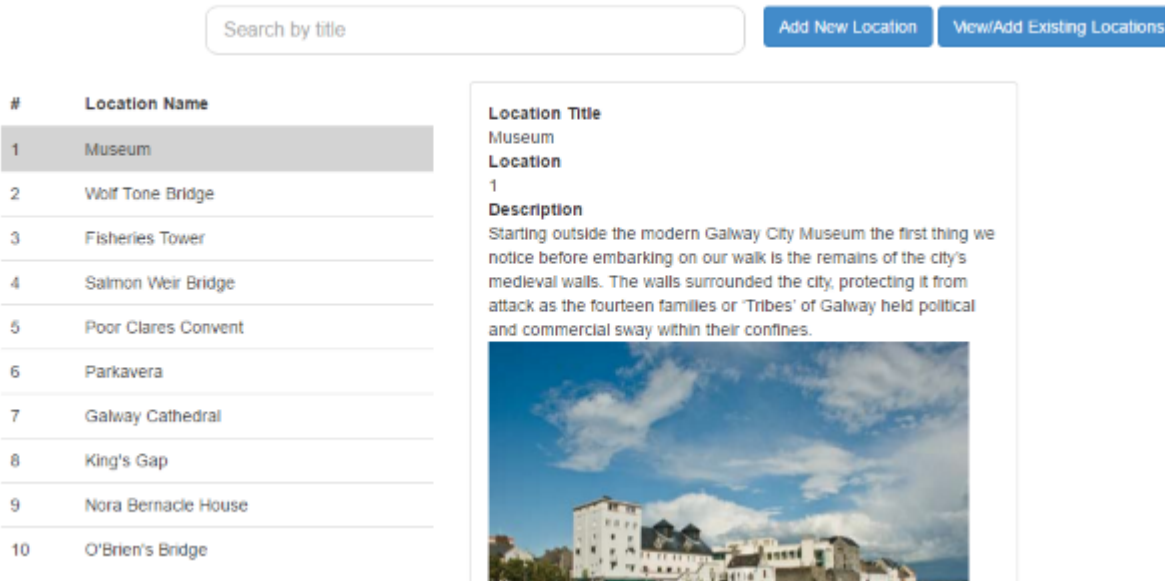 Search by title
Add New Location
View/Add Existing Locations
# Location Name
1 Museum
2 Wolf Tone Bridge
3 Fisheries Tower
4 Salmon Weir Bridge
5 Poor Clares Convent
6 Parkavera
7 Galway Cathedral
8 King's Gap
9 Nora Bernacle House
10 O'Brien's Bridge
Location Title
Museum
Location
1
Description
Starting outside the modern Galway City Museum the first thing we
notice before embarking on our walk is the remains of the city's
medieval walls. The walls surrounded the city, protecting it from
attack as the fourteen families or 'Tribes' of Galway held political
and commercial sway within their confines.